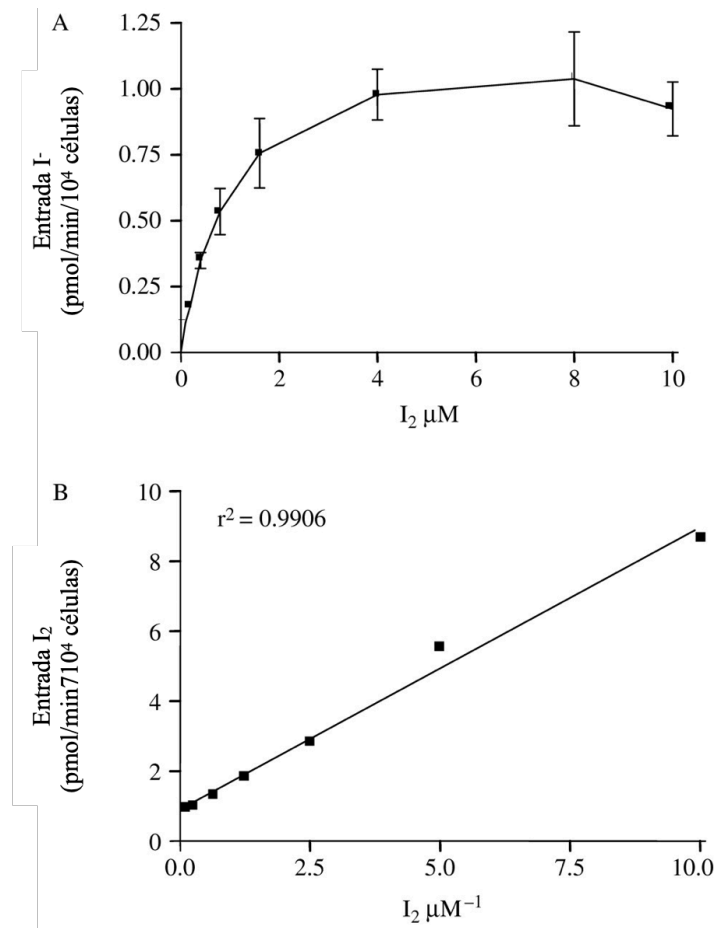 A
Entrada I-
(pmol/min/10⁴ células)
1.25
1.00
0.75
0.50
0.25
0.00
0 2 4 6 8 10
I₂ µM
B
Entrada I₂
(pmol/min710⁴ células)
r² = 0.9906
10
8
6
4
2
0
0.0 2.5 5.0 7.5 10.0
I₂ µM⁻¹